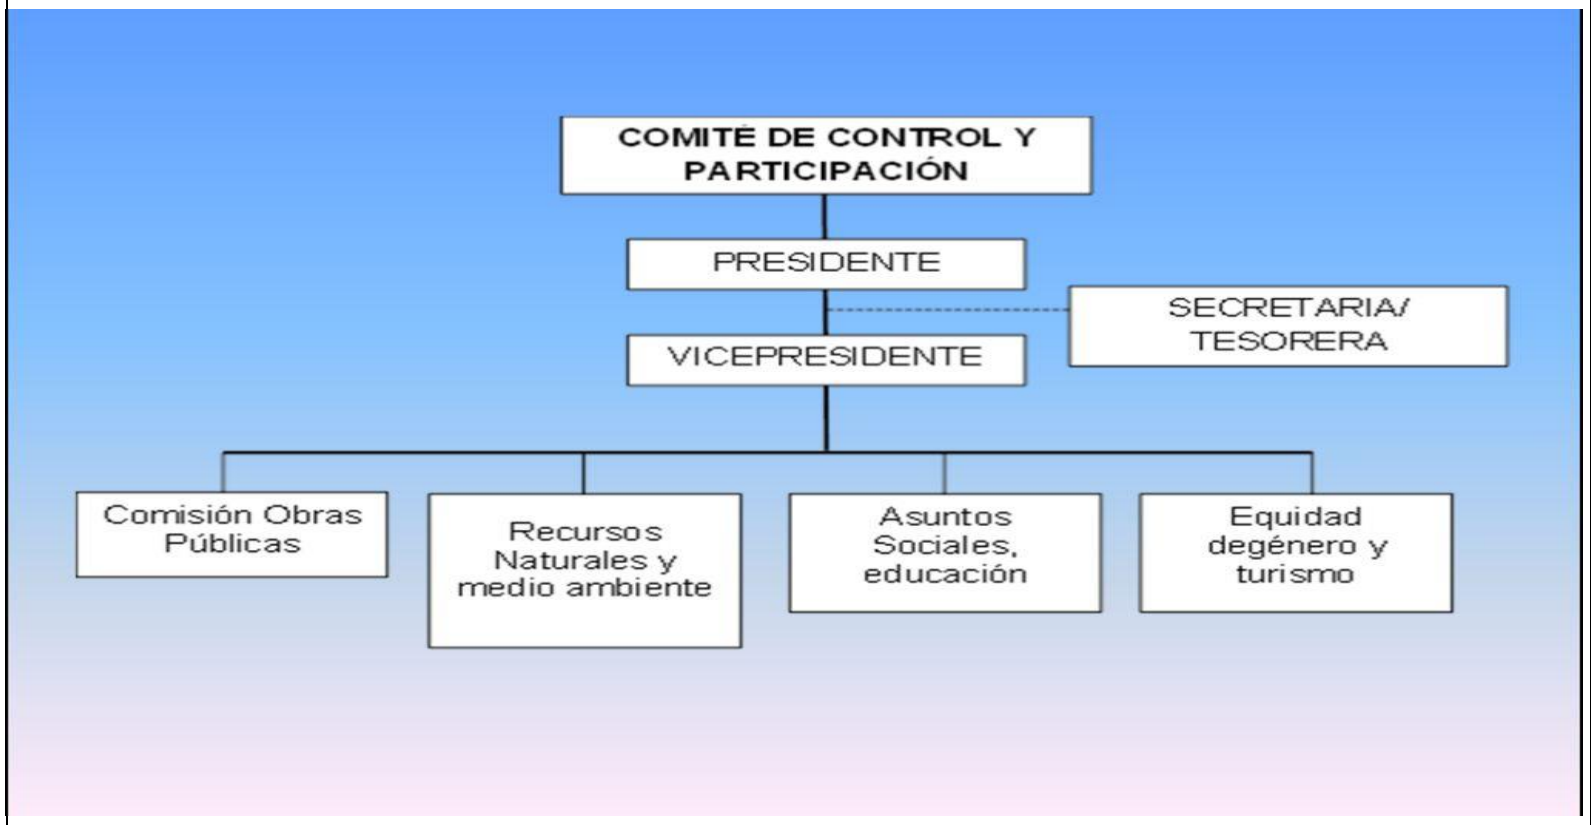 COMITÉ DE CONTROL Y
PARTICIPACIÓN
PRESIDENTE
SECRETARIA/
TESORERA
VICEPRESIDENTE
Comisión Obras
Públicas
Recursos
Naturales y
medio ambiente
Asuntos
Sociales,
educación
Equidad
degénero y
turismo